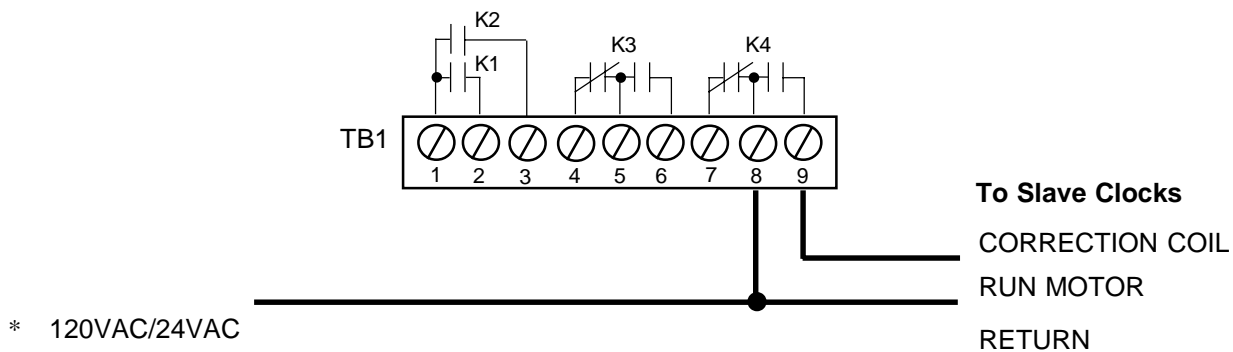 K2
K1
K3
K4
TB1
1 2 3 4 5 6 7 8 9
To Slave Clocks
CORRECTION COIL
RUN MOTOR
* 120VAC/24VAC
RETURN